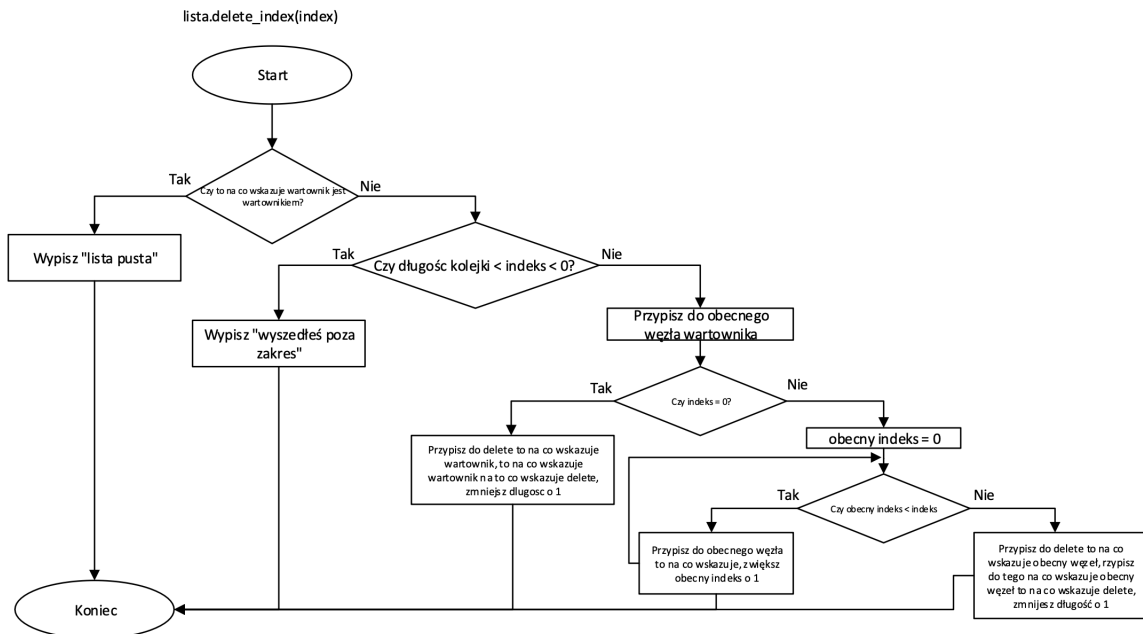 lista.delete_index(index)
Start
Tak
Nie
Czy to na co wskazuje wartownik jest
wartownikiem?
Wypisz "lista pusta"
Tak
Nie
Czy długośc kolejki < indeks < 0?
Wypisz "wyszedłeś poza
zakres"
Przypisz do obecnego
węzła wartownika
Tak
Nie
Czy indeks = 0?
Przypisz do delete to na co wskazuje
wartownik, to na co wskazuje
wartownik na to co wskazuje delete,
zmniejsz dlugosc o 1
obecny indeks = 0
Tak
Nie
Czy obecny indeks < indeks
Przypisz do obecnego węzła
to na co wskazuje, zwiększ
obecny indeks o 1
Przypisz do delete to na co
wskazuje obecny węzeł, rzypisz
do tego na co wskazuje obecny
węzeł to na co wskazuje delete,
zmnijesz długość o 1
Koniec